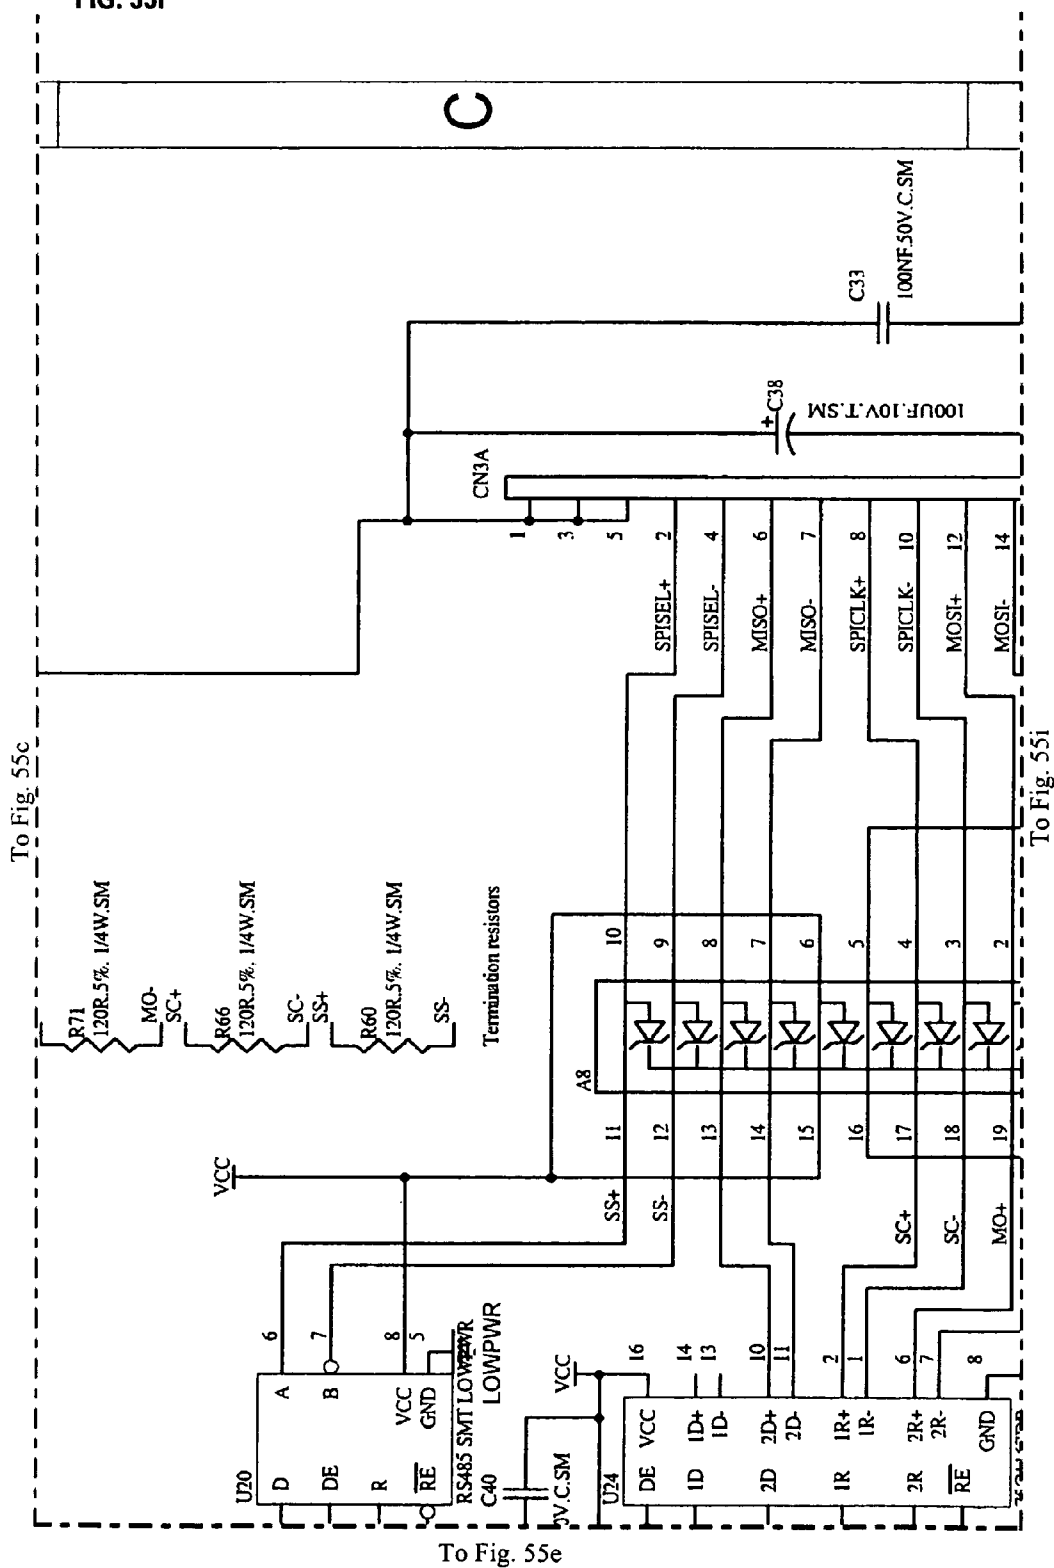 FIG. 55f
C
C33
100NF.50V.C.SM
+
C38
100UF.10V.T.SM
CN3A
1
3
5
2
4
6
7
8
10
12
14
SPISEL+
SPISEL-
MISO+
MISO-
SPICLK+
SPICLK-
MOSI+
MOSI-
To Fig. 55c
To Fig. 55i
R71
120R.5%. 1/4W.SM
MO-
SC+
R66
120R.5%. 1/4W.SM
SC-
SS+
R60
120R.5%. 1/4W.SM
SS-
Termination resistors
10
9
8
7
6
5
4
3
2
A8
11
12
13
14
15
16
17
18
19
VCC
SS+
SS-
SC+
SC-
MO+
6
7
8
5
A
B
VCC
GND
U20
D
DE
R
RE
RS485 SMT LOWPWR
LOWPWR
C40
0V.C.SM
VCC
16
14
13
10
11
2
1
6
7
8
U24
DE VCC
1D 1D+
1D-
2D 2D+
2D-
1R 1R+
1R-
2R 2R+
2R-
RE
GND
To Fig. 55e